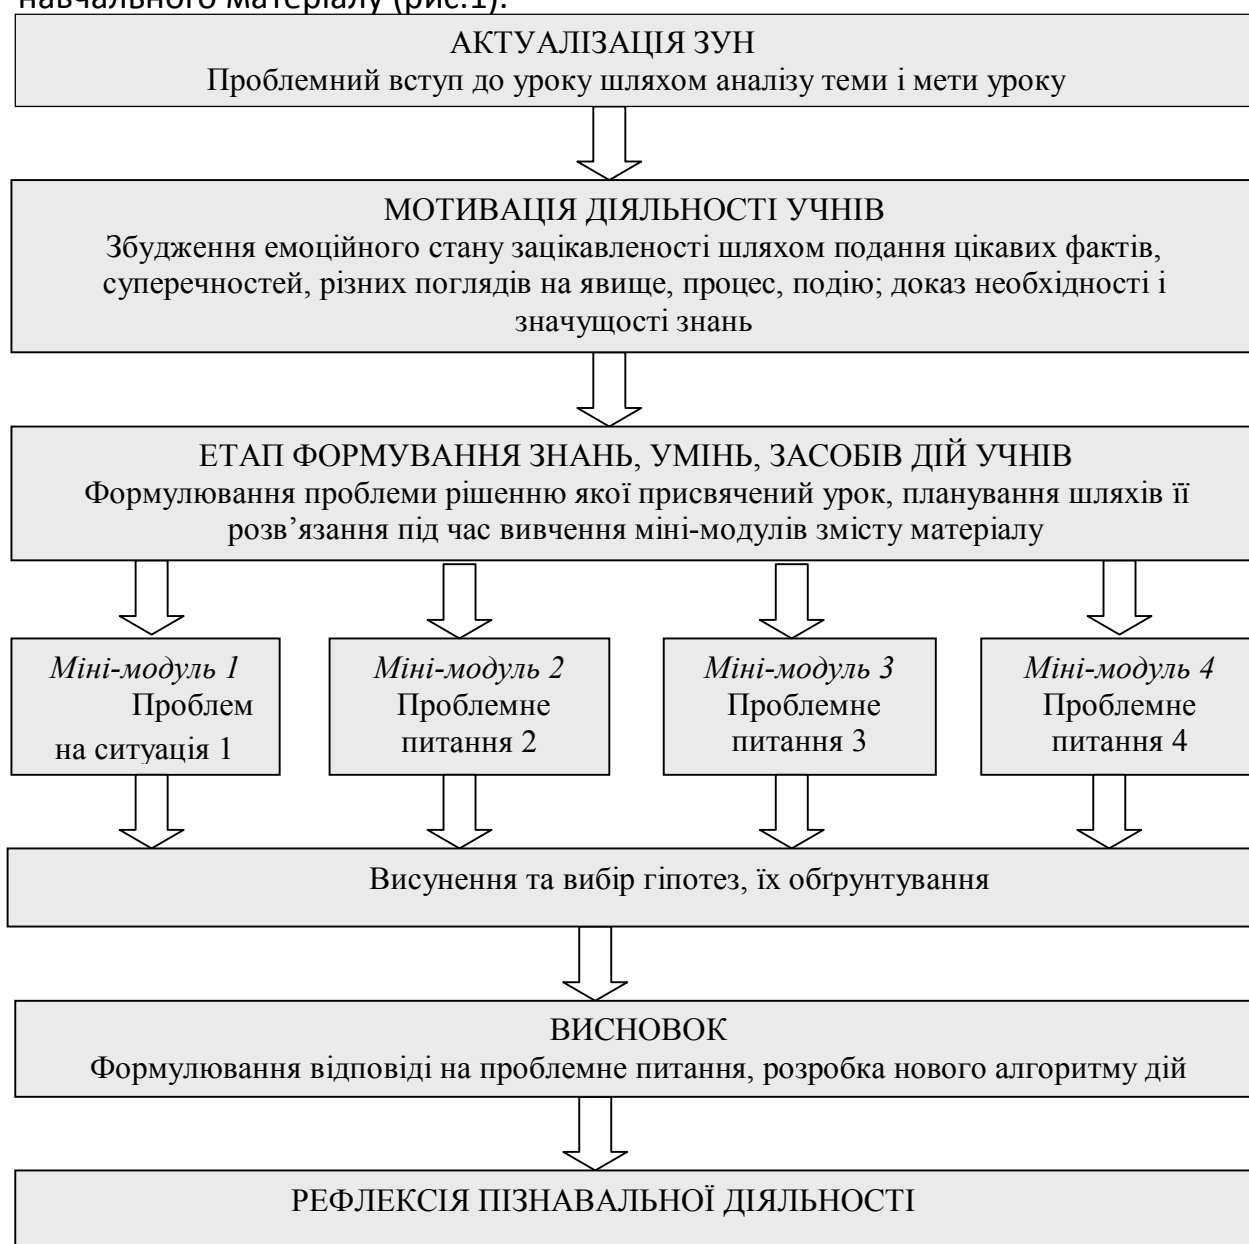 навчального матеріалу (рис.1).
АКТУАЛІЗАЦІЯ ЗУН
Проблемний вступ до уроку шляхом аналізу теми і мети уроку
МОТИВАЦІЯ ДІЯЛЬНОСТІ УЧНІВ
Збудження емоційного стану зацікавленості шляхом подання цікавих фактів,
суперечностей, різних поглядів на явище, процес, подію; доказ необхідності і
значущості знань
ЕТАП ФОРМУВАННЯ ЗНАНЬ, УМІНЬ, ЗАСОБІВ ДІЙ УЧНІВ
Формулювання проблеми рішенню якої присвячений урок, планування шляхів її
розв’язання під час вивчення міні-модулів змісту матеріалу
Міні-модуль 1
Проблем
на ситуація 1
Міні-модуль 2
Проблемне
питання 2
Міні-модуль 3
Проблемне
питання 3
Міні-модуль 4
Проблемне
питання 4
Висунення та вибір гіпотез, їх обґрунтування
ВИСНОВОК
Формулювання відповіді на проблемне питання, розробка нового алгоритму дій
РЕФЛЕКСІЯ ПІЗНАВАЛЬНОЇ ДІЯЛЬНОСТІ